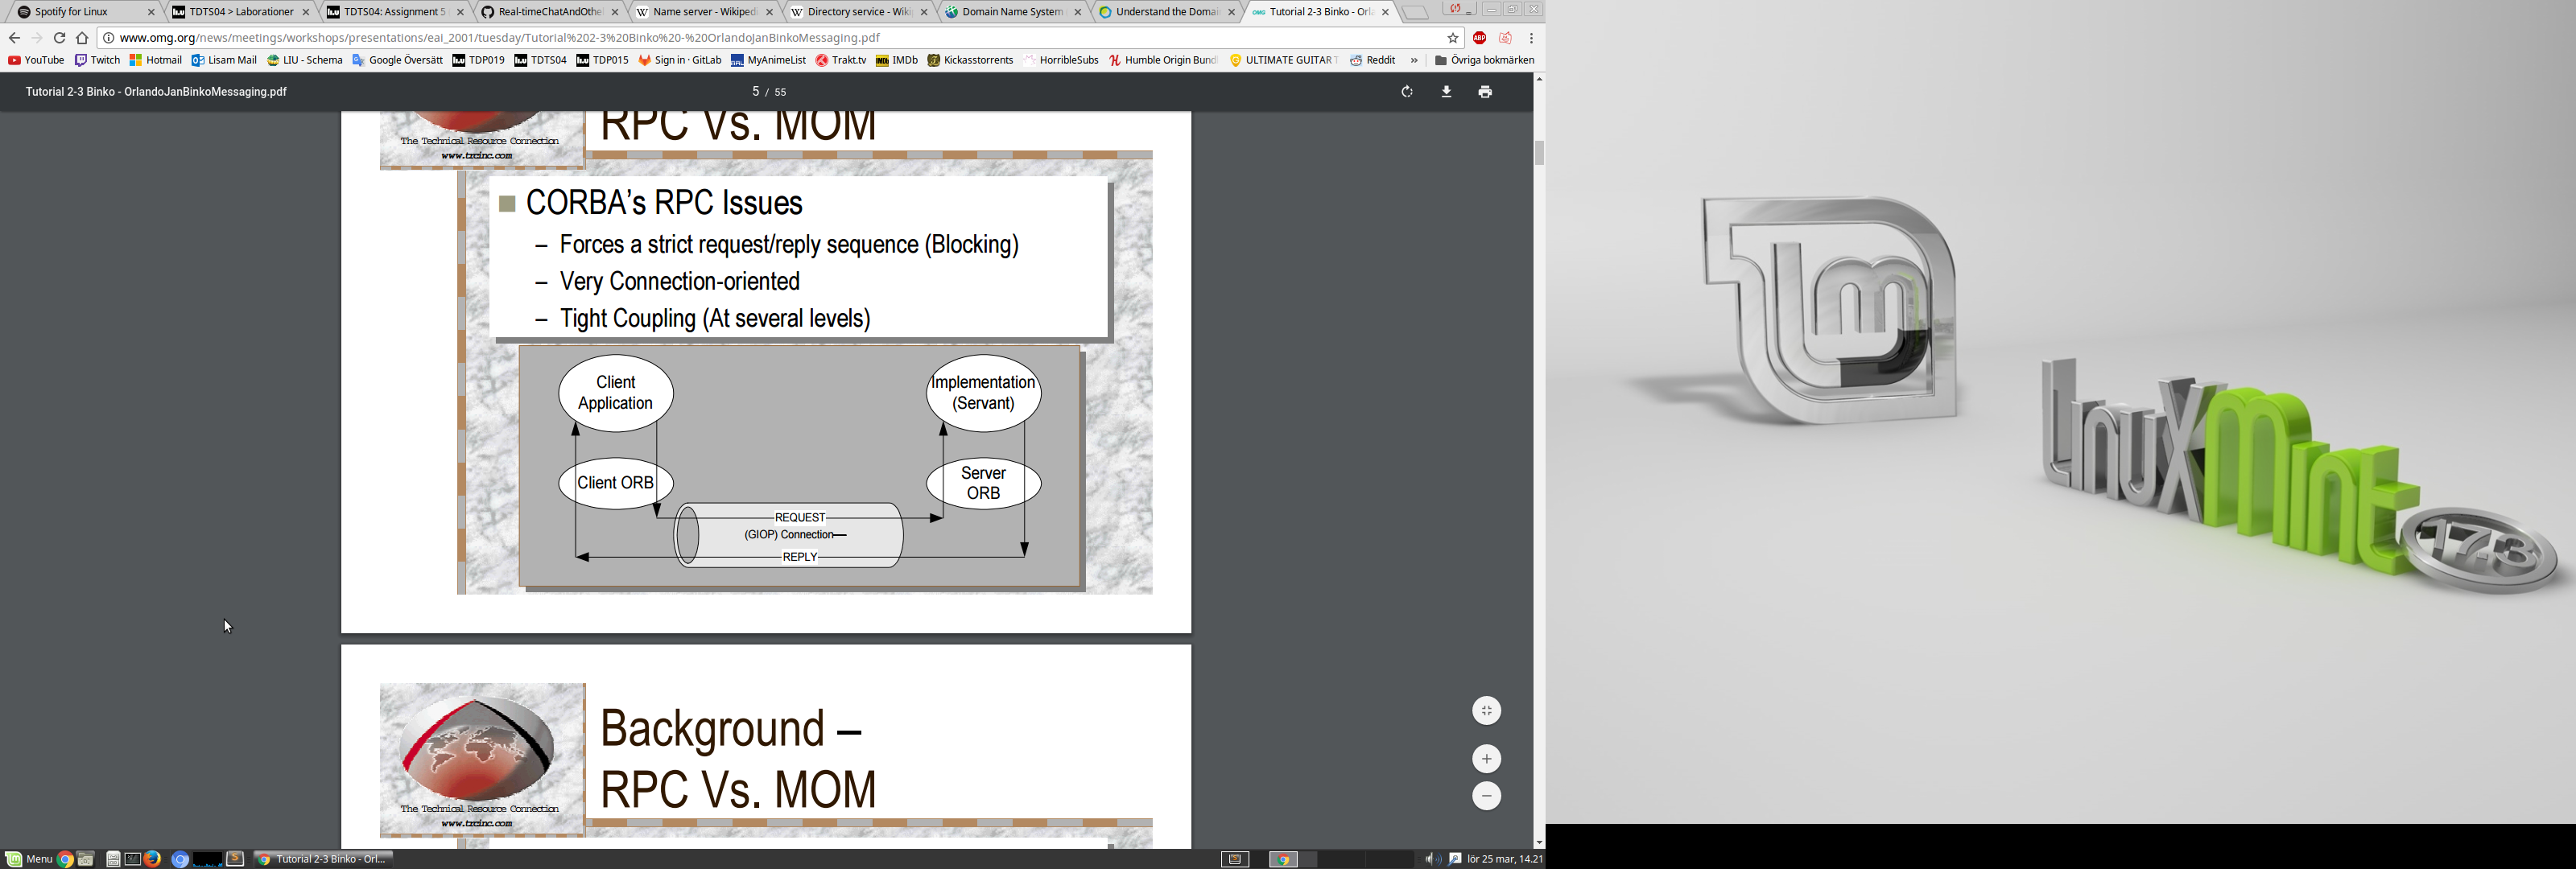 Spotify for Linux
TDTS04 > Laborationer
TDTS04: Assignment 5
Real-timeChatAndOthe
Name server - Wikiped
Directory service - Wiki
Domain Name System
Understand the Domai
Tutorial 2-3 Binko - Orl
www.omg.org/news/meetings/workshops/presentations/eai_2001/tuesday/Tutorial%202-3%20Binko%20-%20OrlandoJanBinkoMessaging.pdf
ABP
YouTube
Twitch
Hotmail
Lisam Mail
LIU - Schema
Google Översätt
TDP019
TDTS04
TDP015
Sign in · GitLab
MyAnimeList
Trakt.tv
IMDb
Kickasstorrents
HorribleSubs
Humble Origin Bund
ULTIMATE GUITAR T
Reddit
»
Övriga bokmärken
Tutorial 2-3 Binko - OrlandoJanBinkoMessaging.pdf
5 / 55
The Technical Resource Connection
www.trcinc.com
RPC Vs. MOM
CORBA's RPC Issues
– Forces a strict request/reply sequence (Blocking)
– Very Connection-oriented
– Tight Coupling (At several levels)
Client
Application
Implementation
(Servant)
Client ORB
Server
ORB
REQUEST
(GIOP) Connection
REPLY
Background –
RPC Vs. MOM
The Technical Resource Connection
www.trcinc.com
Menu
Tutorial 2-3 Binko - Orl...
lör 25 mar, 14.21
lm
Linux Mint
17.3